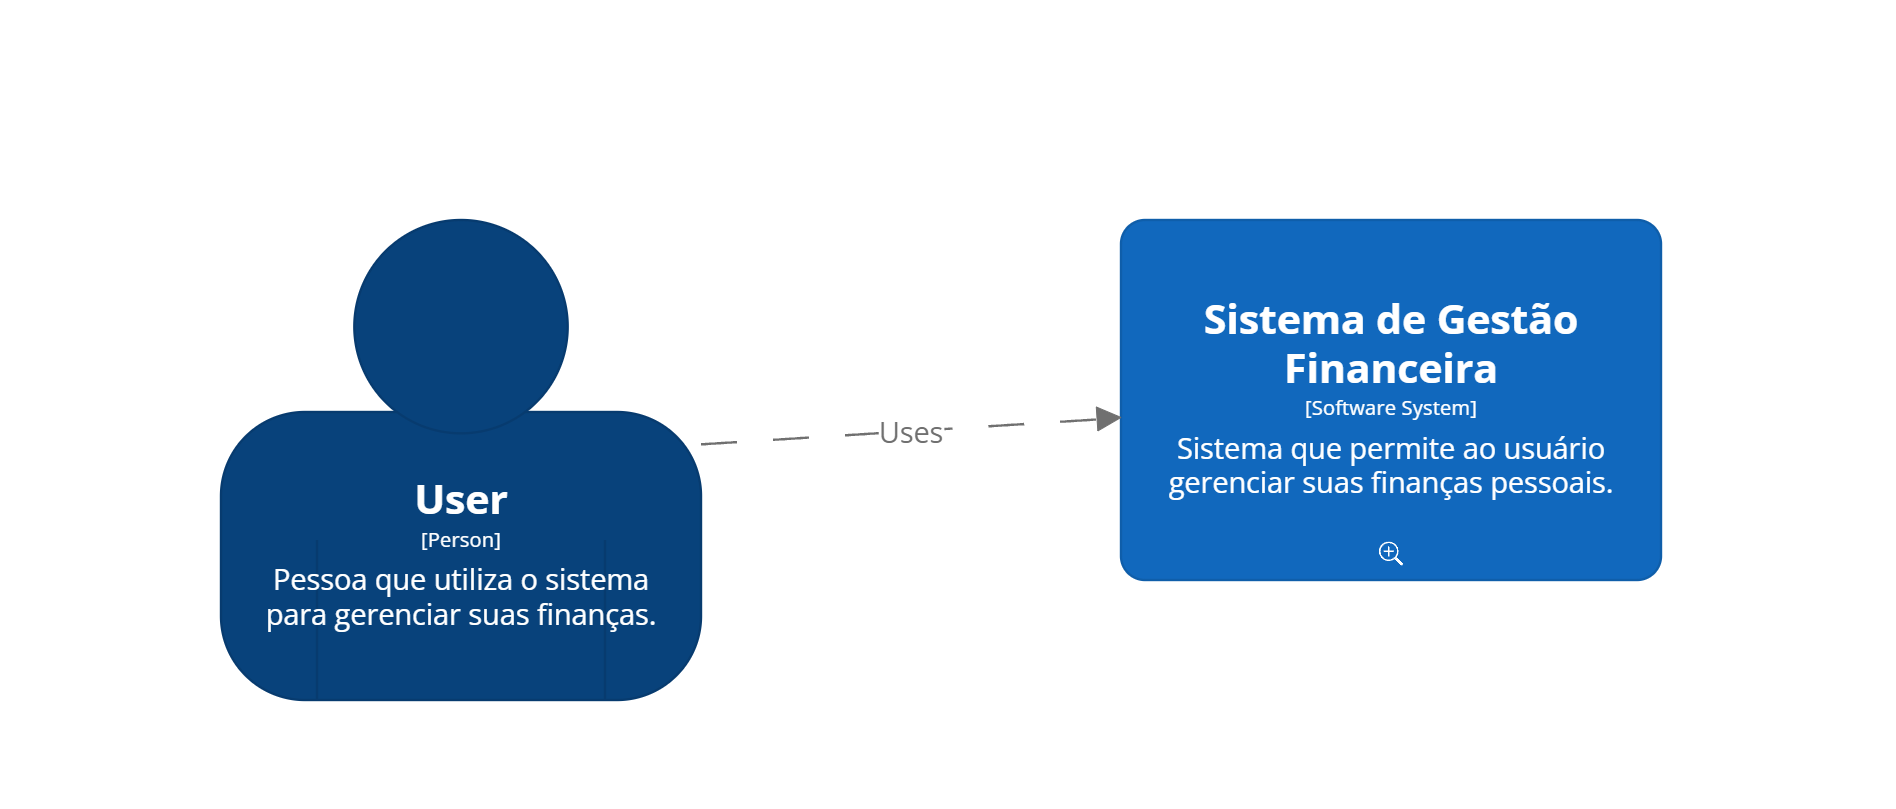 User
[Person]
Pessoa que utiliza o sistema
para gerenciar suas finanças.
Uses
Sistema de Gestão
Financeira
[Software System]
Sistema que permite ao usuário
gerenciar suas finanças pessoais.